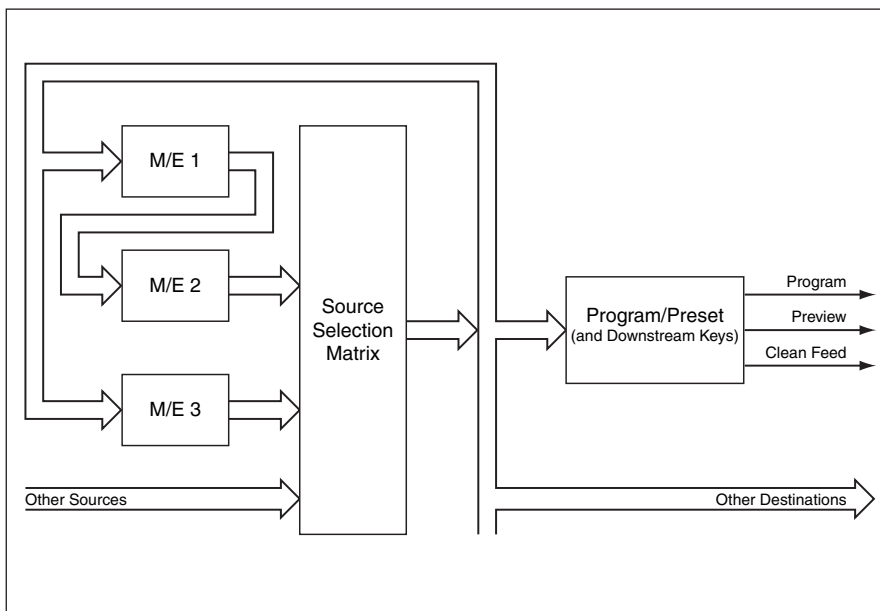 M/E 1
M/E 2
M/E 3
Source
Selection
Matrix
Program/Preset
(and Downstream Keys)
Program
Preview
Clean Feed
Other Sources
Other Destinations